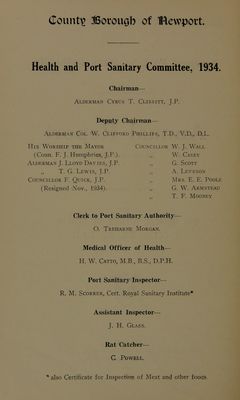 County Borough of Newport.
Health and Port Sanitary Committee, 1934.
Chairman—
Alderman Cyrus T. Clissitt, J.P.
Deputy Chairman—
Alderman Col. W. Clifford Phillips, T.D., V.D., D.L.
His Worship the Mayor Councillor W. J. Wall
(Coun. F. J. Humphries, J.P.). „ W. Casey
Alderman J. Lloyd Davies, J.P. „ G. Scott
„ T. G. Lewis, J.P. „ A. Levison
Councillor F. Quick, J.P. „ Mrs. E. E. Poole
(Resigned Nov., 1934). „ G. W. Armstead
„ T. F. Mooney
Clerk to Port Sanitary Authority—
O. Treharne Morgan.
Medical Officer of Health—
H. W. Catto, M.B., B.S., D.P.H.
Port Sanitary Inspector—
R. M. Scorrer, Cert. Royal Sanitary Institute*
Assistant Inspector—
J. H. Glass.
Rat Catcher—
C. Powell.
* also Certificate for Inspection of Meat and other foods.